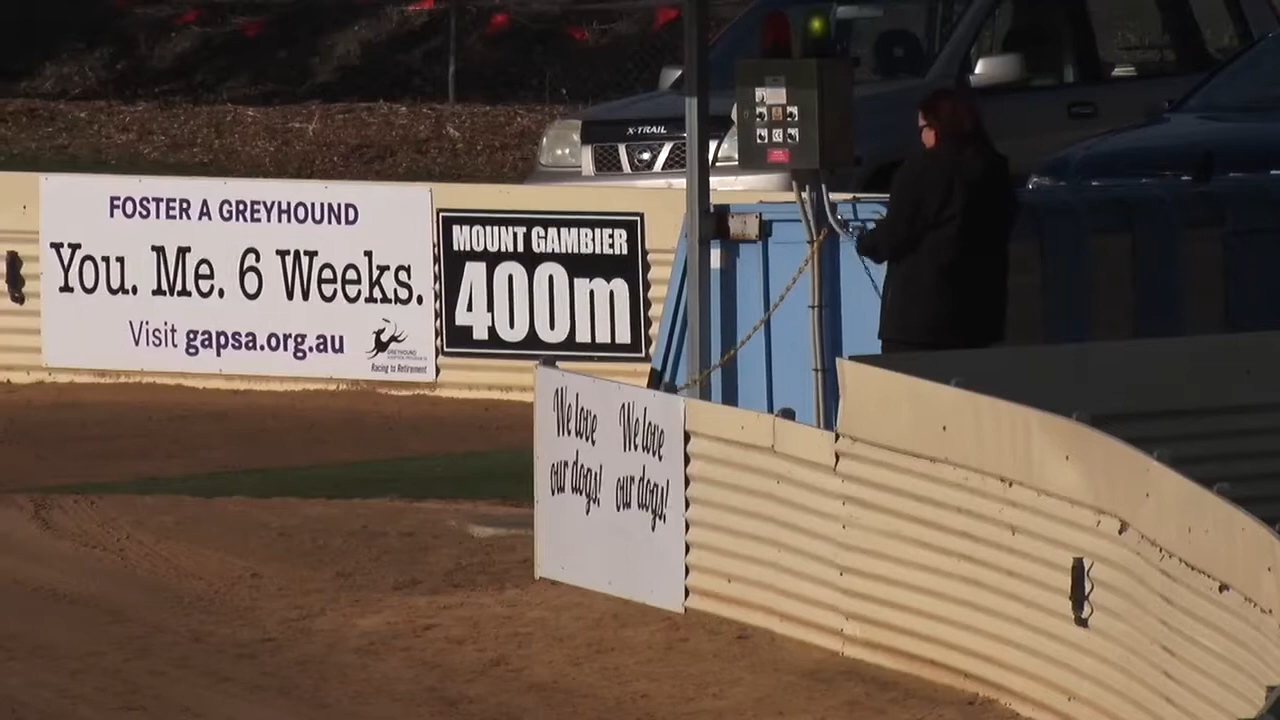 X-TRAIL
FOSTER A GREYHOUND
You. Me. 6 Weeks.
Visit gapsa.org.au
GREYHOUND
Racing to Retirement
MOUNT GAMBIER
400m
We love
our dogs!
We love
our dogs!